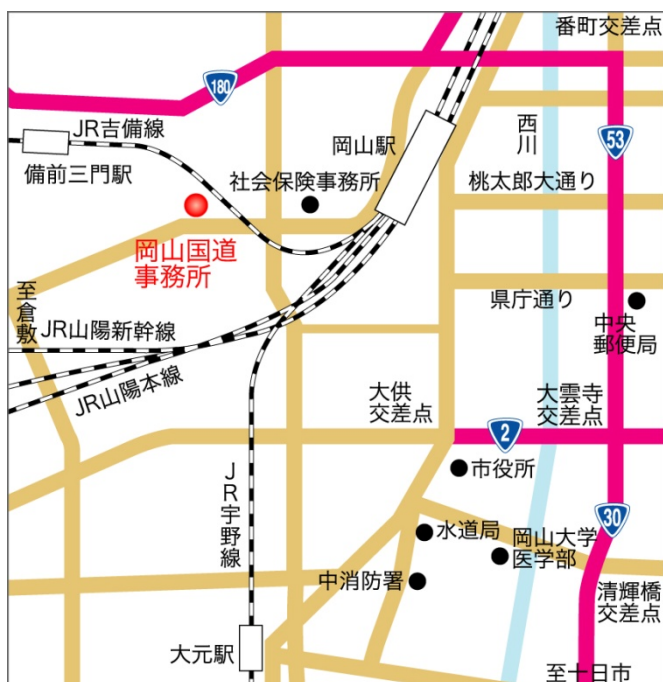 番町交差点
180
JR吉備線
備前三門駅
岡山駅
西川
53
社会保険事務所
桃太郎大通り
岡山国道
事務所
至倉敷
県庁通り
中央
郵便局
JR山陽新幹線
JR山陽本線
大供
交差点
大雲寺
交差点
2
市役所
JR宇野線
30
水道局
岡山大学
医学部
中消防署
清輝橋
交差点
大元駅
至十日市